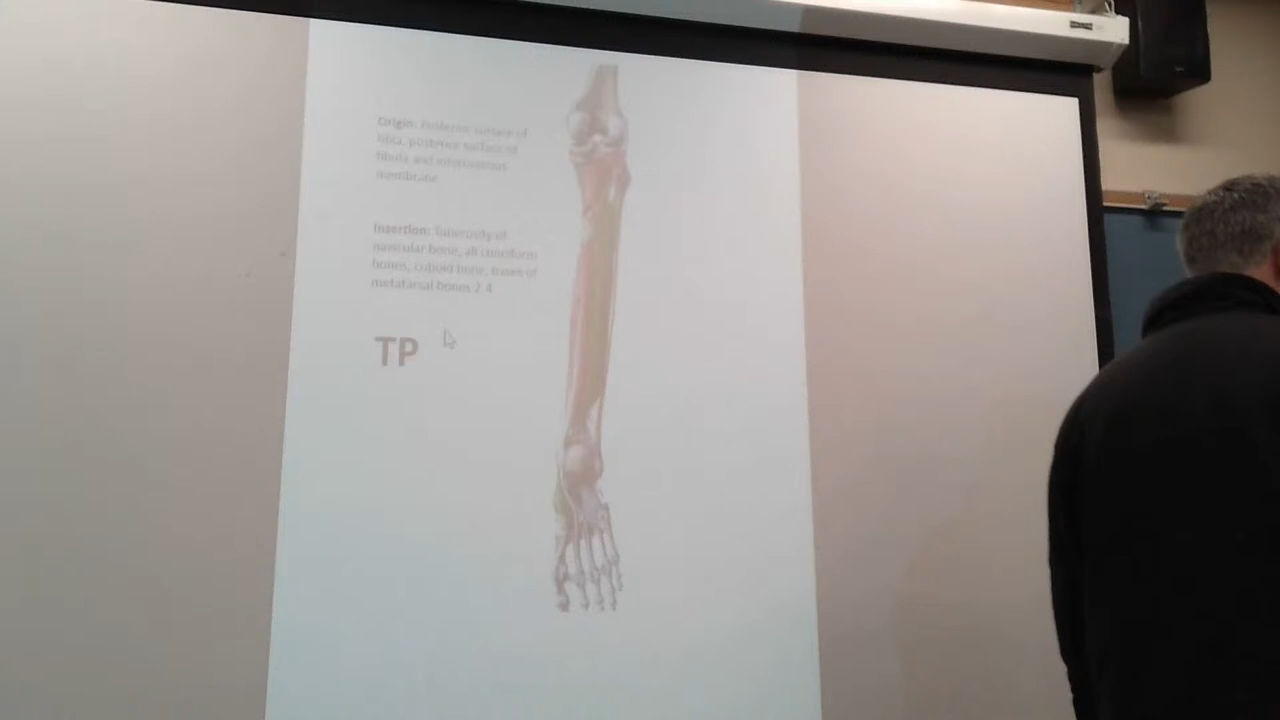 Origin: Posterior surface of
tibia, posterior surface of
fibula and interosseous
membrane
Insertion: Tuberosity of
navicular bone, all cuneiform
bones, cuboid bone, bases of
metatarsal bones 2-4
TP